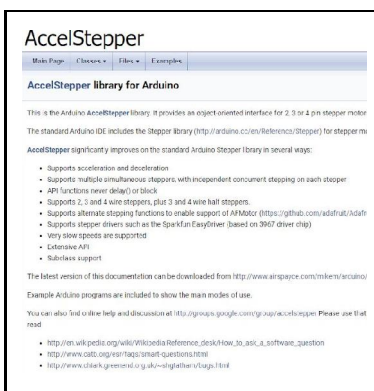 AccelStepper
Main Page Classes Files Examples
AccelStepper library for Arduino
This is the Arduino AccelStepper library. It provides an object-oriented interface for 2, 3 or 4 pin stepper motor
The standard Arduino IDE includes the Stepper library (http://arduino.cc/en/Reference/Stepper) for stepper
AccelStepper significantly improves on the standard Arduino Stepper library in several ways:
Supports acceleration and deceleration
Supports multiple simultaneous steppers, with independent concurrent stepping on each stepper
API functions never delay() or block
Supports 2, 3 and 4 wire steppers, plus 3 and 4 wire half steppers.
Supports alternate stepping functions to enable support of AFMotor (https://github.com/adafruit/Adafr
Supports stepper drivers such as the Sparkfun EasyDriver (based on 3967 driver chip)
Very slow speeds are supported
Extensive API
Subclass support
The latest version of this documentation can be downloaded from http://www.airspayce.com/mikem/arduino/
Example Arduino programs are included to show the main modes of use.
You can also find online help and discussion at http://groups.google.com/group/accelstepper Please use that
read
http://en.wikipedia.org/wiki/Wikipedia:Reference_desk/How_to_ask_a_software_question
http://www.catb.org/esr/faqs/smart-questions.html
http://www.chiark.greenend.org.uk/~sgtatham/bugs.html